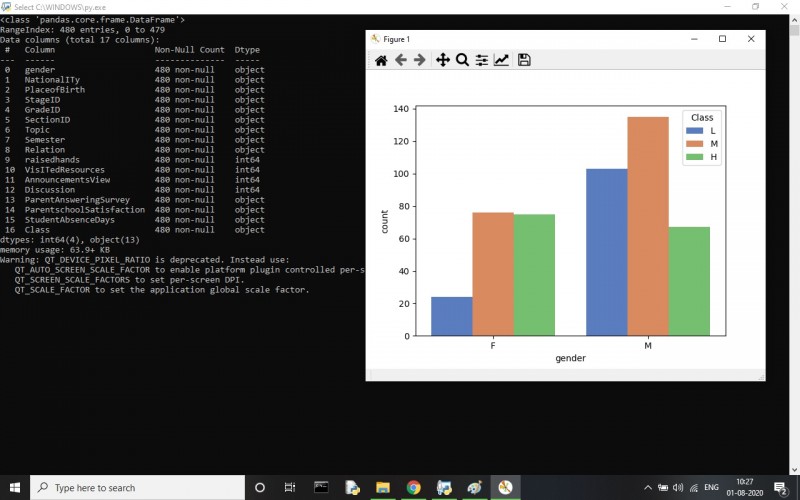 Select C:\WINDOWS\py.exe
<class 'pandas.core.frame.DataFrame'>
RangeIndex: 480 entries, 0 to 479
Data columns (total 17 columns):
 #   Column                    Non-Null Count  Dtype
---  ------                    --------------  -----
 0   gender                    480 non-null    object
 1   NationalITy               480 non-null    object
 2   PlaceofBirth              480 non-null    object
 3   StageID                   480 non-null    object
 4   GradeID                   480 non-null    object
 5   SectionID                 480 non-null    object
 6   Topic                     480 non-null    object
 7   Semester                  480 non-null    object
 8   Relation                  480 non-null    object
 9   raisedhands               480 non-null    int64
 10  VisITedResources          480 non-null    int64
 11  AnnouncementsView         480 non-null    int64
 12  Discussion                480 non-null    int64
 13  ParentAnsweringSurvey     480 non-null    object
 14  ParentschoolSatisfaction  480 non-null    object
 15  StudentAbsenceDays        480 non-null    object
 16  Class                     480 non-null    object
dtypes: int64(4), object(13)
memory usage: 63.9+ KB
Warning: QT_DEVICE_PIXEL_RATIO is deprecated. Instead use:
   QT_AUTO_SCREEN_SCALE_FACTOR to enable platform plugin controlled per-s
   QT_SCREEN_SCALE_FACTORS to set per-screen DPI.
   QT_SCALE_FACTOR to set the application global scale factor.
Figure 1
140
120
100
80
60
40
20
0
count
F
M
gender
Class
L
M
H
Type here to search
ENG
10:27
01-08-2020
2